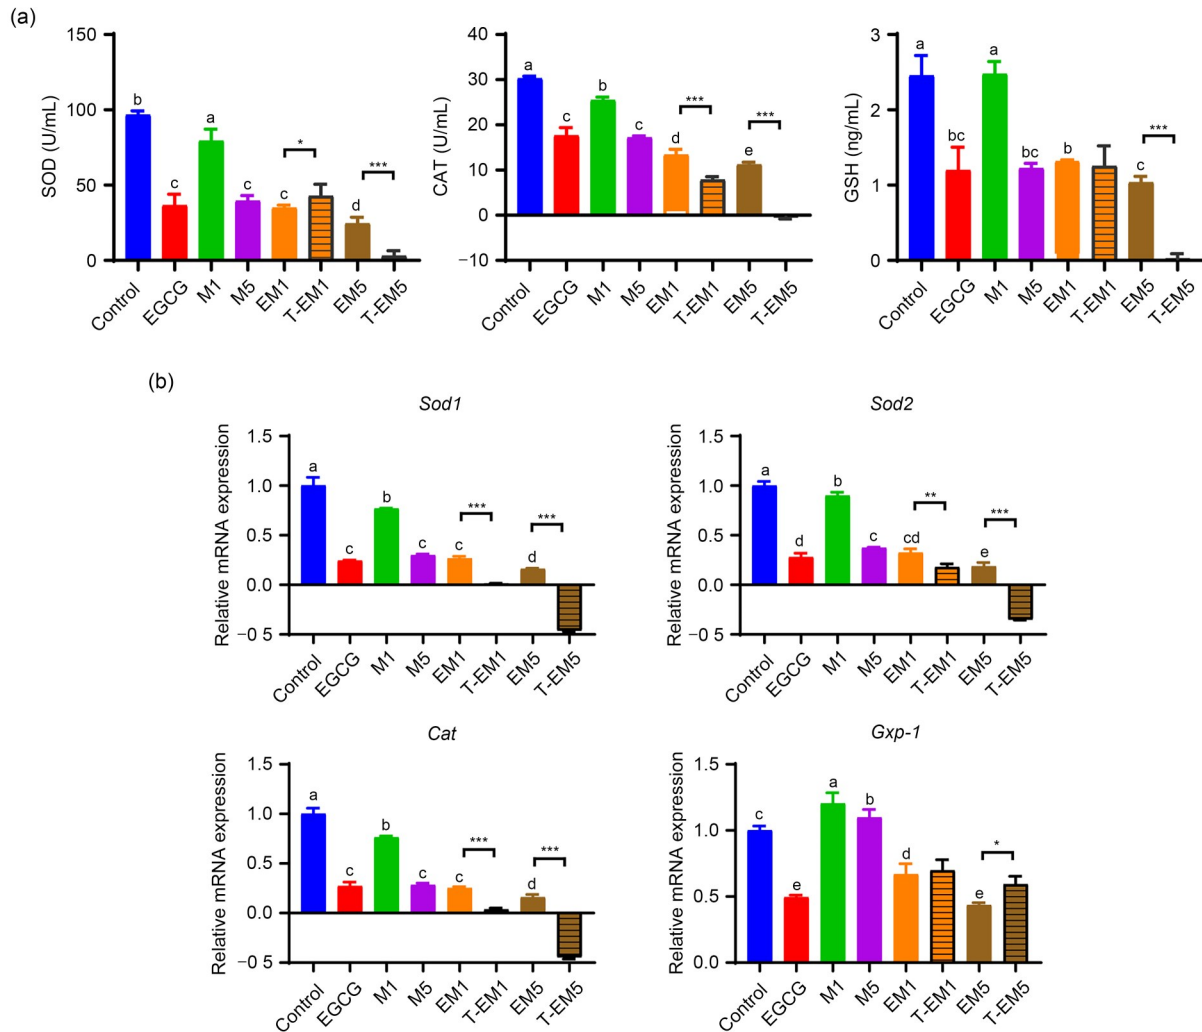 (a)
SOD (U/mL)
150
100
50
0
b
c
a
c
c
*
d
***
Control
EGCG
M1
M5
EM1
T-EM1
EM5
T-EM5
CAT (U/mL)
40
30
20
10
0
−10
a
c
b
c
d
***
e
***
Control
EGCG
M1
M5
EM1
T-EM1
EM5
T-EM5
GSH (ng/mL)
3
2
1
0
a
bc
a
bc
b
c
***
Control
EGCG
M1
M5
EM1
T-EM1
EM5
T-EM5
(b)
Sod1
Relative mRNA expression
1.5
1.0
0.5
0.0
−0 5
a
c
b
c
c
***
d
***
Control
EGCG
M1
M5
EM1
T-EM1
EM5
T-EM5
Sod2
Relative mRNA expression
1.5
1.0
0.5
0.0
−0 5
a
d
b
c
cd
**
e
***
Control
EGCG
M1
M5
EM1
T-EM1
EM5
T-EM5
Cat
Relative mRNA expression
1.5
1.0
0.5
0.0
−0 5
a
c
b
c
c
***
d
***
Control
EGCG
M1
M5
EM1
T-EM1
EM5
T-EM5
Gxp-1
Relative mRNA expression
1.5
1.0
0.5
0.0
c
e
a
b
d
e
*
Control
EGCG
M1
M5
EM1
T-EM1
EM5
T-EM5